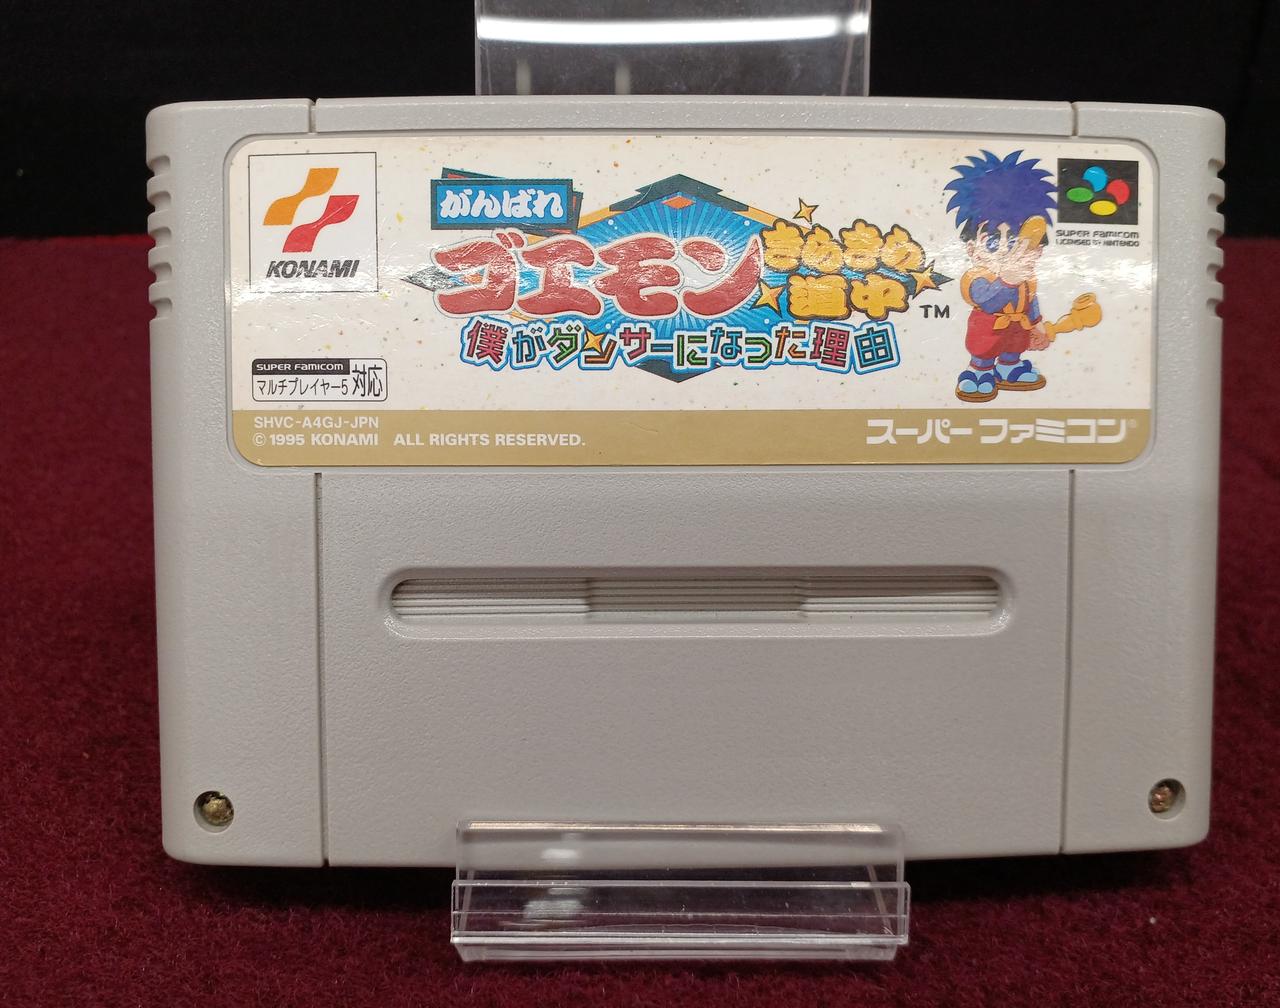 KONAMI
がんばれ
ゴエモン
きらきら
道中
TM
僕がダンサーになった理由
SUPER FAMICOM
LICENSED BY NINTENDO
SUPER FAMICOM
マルチプレイヤー5 対応
SHVC-A4GJ-JPN
© 1995 KONAMI ALL RIGHTS RESERVED.
スーパーファミコン®